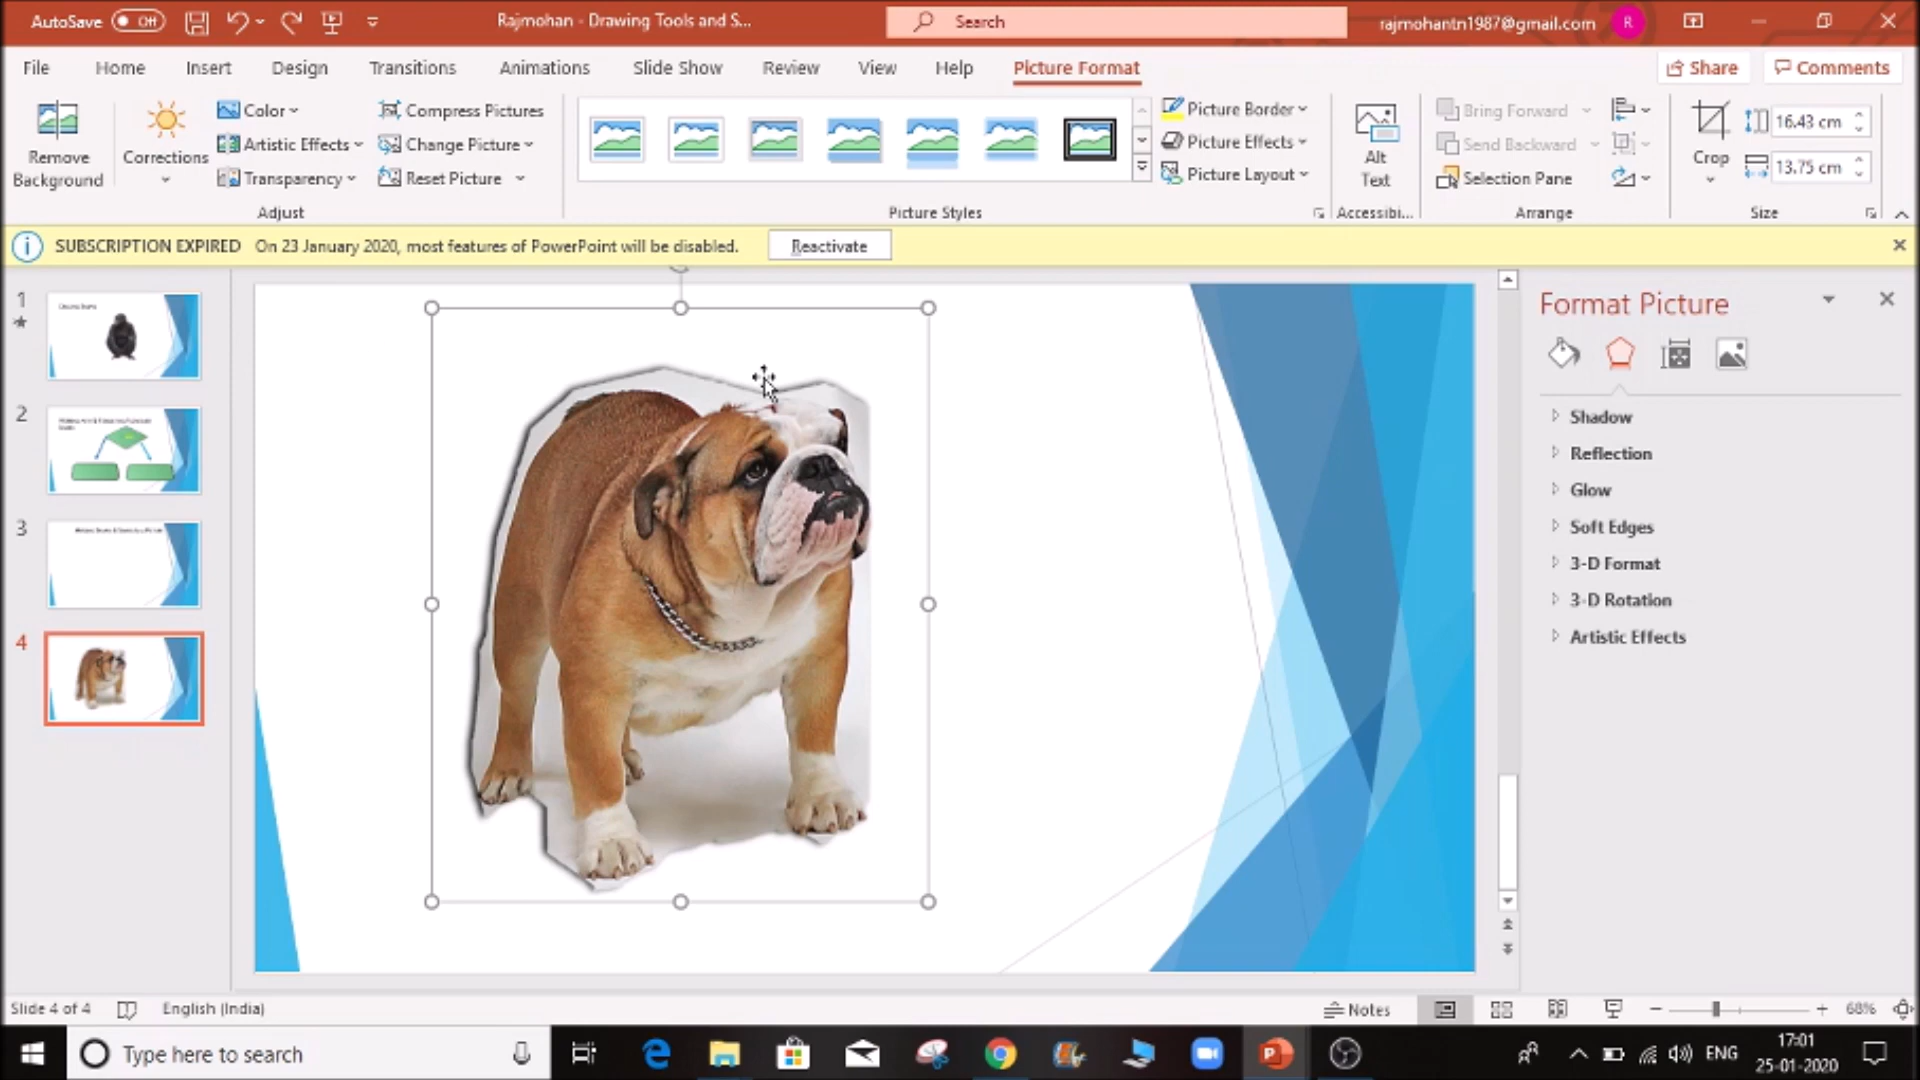 AutoSave Off
Rajmohan - Drawing Tools and S...
Search
rajmohantn1987@gmail.com
R
File Home Insert Design Transitions Animations Slide Show Review View Help Picture Format
Share Comments
Remove Background
Corrections
Color
Artistic Effects
Transparency
Compress Pictures
Change Picture
Reset Picture
Adjust
Picture Styles
Picture Border
Picture Effects
Picture Layout
Alt Text
Accessibi...
Bring Forward
Send Backward
Selection Pane
Arrange
Crop
16.43 cm
13.75 cm
Size
SUBSCRIPTION EXPIRED On 23 January 2020, most features of PowerPoint will be disabled. Reactivate
1
2
3
4
Format Picture
Shadow
Reflection
Glow
Soft Edges
3-D Format
3-D Rotation
Artistic Effects
Slide 4 of 4 English (India)
Notes
68%
Type here to search
ENG
17:01
25-01-2020